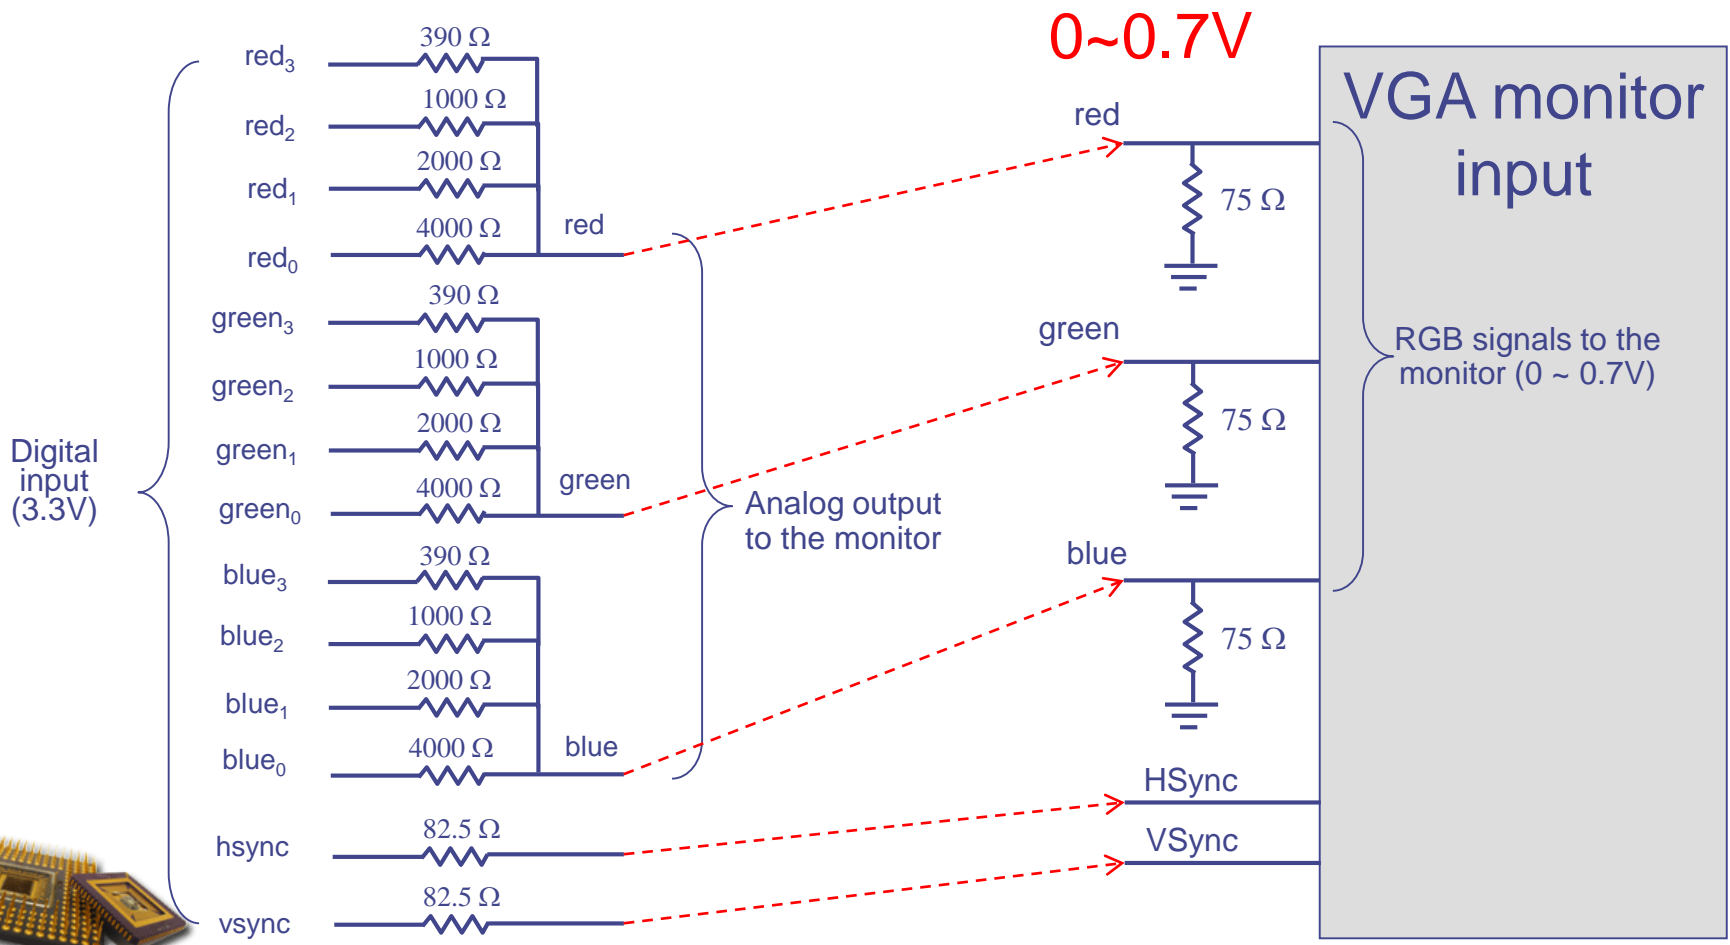 0~0.7V
390 Ω
red3
1000 Ω
red2
2000 Ω
red1
4000 Ω
red0
red
390 Ω
green3
1000 Ω
green2
2000 Ω
green1
4000 Ω
green0
green
390 Ω
blue3
1000 Ω
blue2
2000 Ω
blue1
4000 Ω
blue0
blue
82.5 Ω
hsync
82.5 Ω
vsync
Digital
input
(3.3V)
Analog output
to the monitor
red
75 Ω
green
75 Ω
blue
75 Ω
HSync
VSync
VGA monitor
input
RGB signals to the
monitor (0 ~ 0.7V)